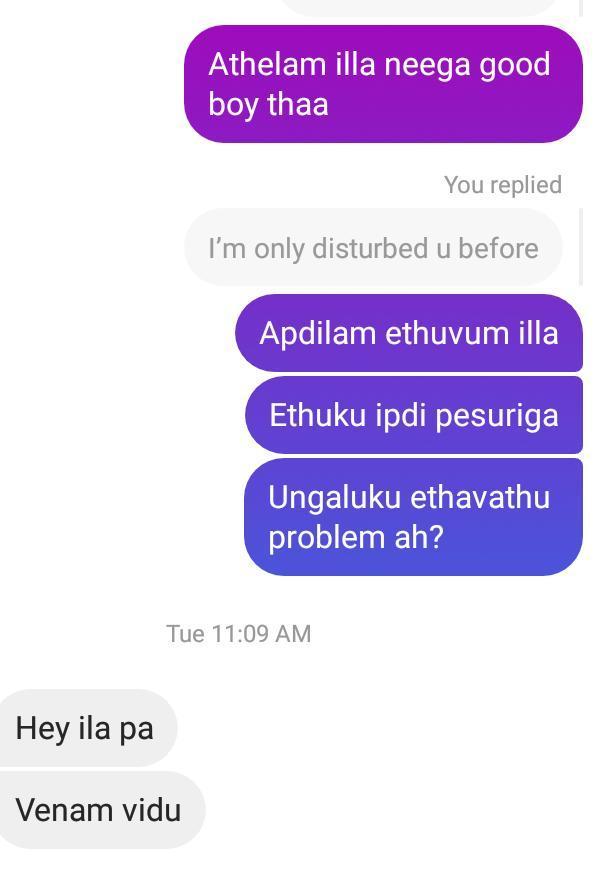 Athelam illa neega good
boy thaa
You replied
I’m only disturbed u before
Apdilam ethuvum illa
Ethuku ipdi pesuriga
Ungaluku ethavathu
problem ah?
Tue 11:09 AM
Hey ila pa
Venam vidu